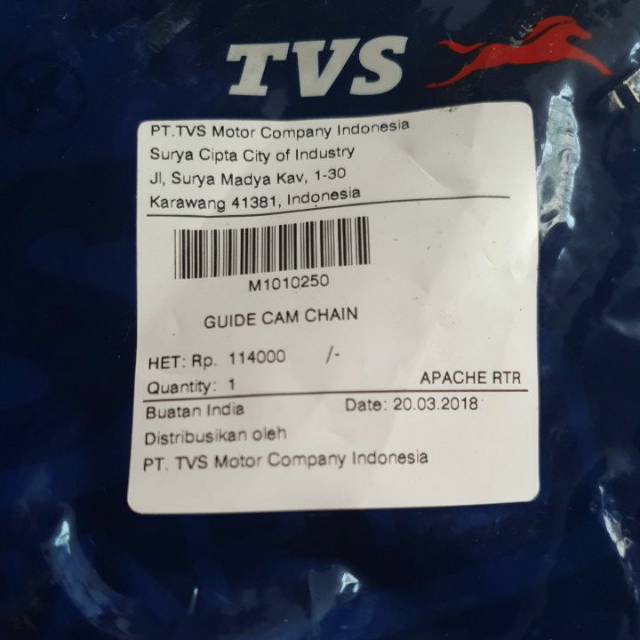 TVS
PT.TVS Motor Company Indonesia
Surya Cipta City of Industry
Jl, Surya Madya Kav, 1-30
Karawang 41381, Indonesia
M1010250
GUIDE CAM CHAIN
HET: Rp. 114000 /-
Quantity: 1 APACHE RTR
Buatan India Date: 20.03.2018
Distribusikan oleh
PT. TVS Motor Company Indonesia